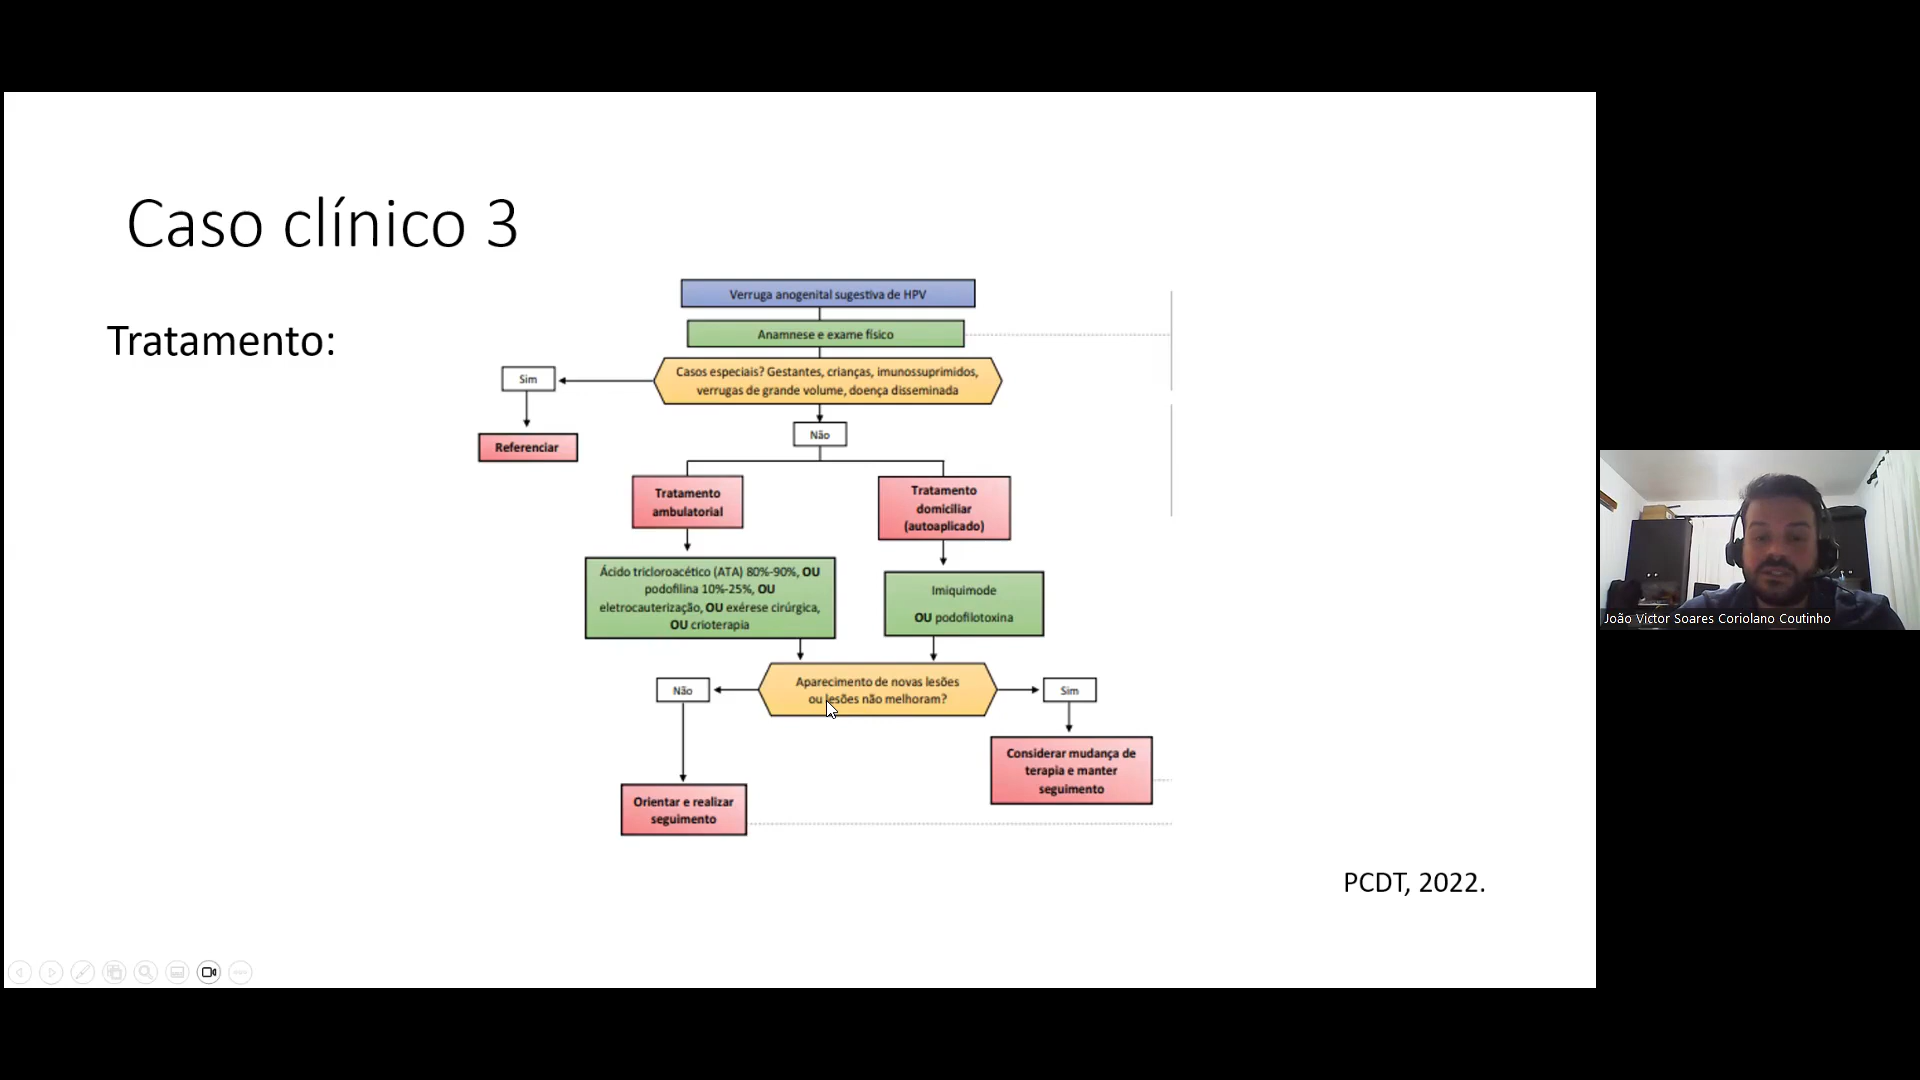 Caso clínico 3
Tratamento:
Verruga anogenital sugestiva de HPV
Anamnese e exame físico
Casos especiais? Gestantes, crianças, imunossuprimidos,
verrugas de grande volume, doença disseminada
Sim
Referenciar
Não
Tratamento
ambulatorial
Tratamento
domiciliar
(autoaplicado)
Ácido tricloroacético (ATA) 80%-90%, OU
podofilina 10%-25%, OU
eletrocauterização, OU exérese cirúrgica,
OU crioterapia
Imiquimode
OU podofilotoxina
Aparecimento de novas lesões
ou lesões não melhoram?
Não
Sim
Orientar e realizar
seguimento
Considerar mudança de
terapia e manter
seguimento
PCDT, 2022.
João Victor Soares Coriolano Coutinho